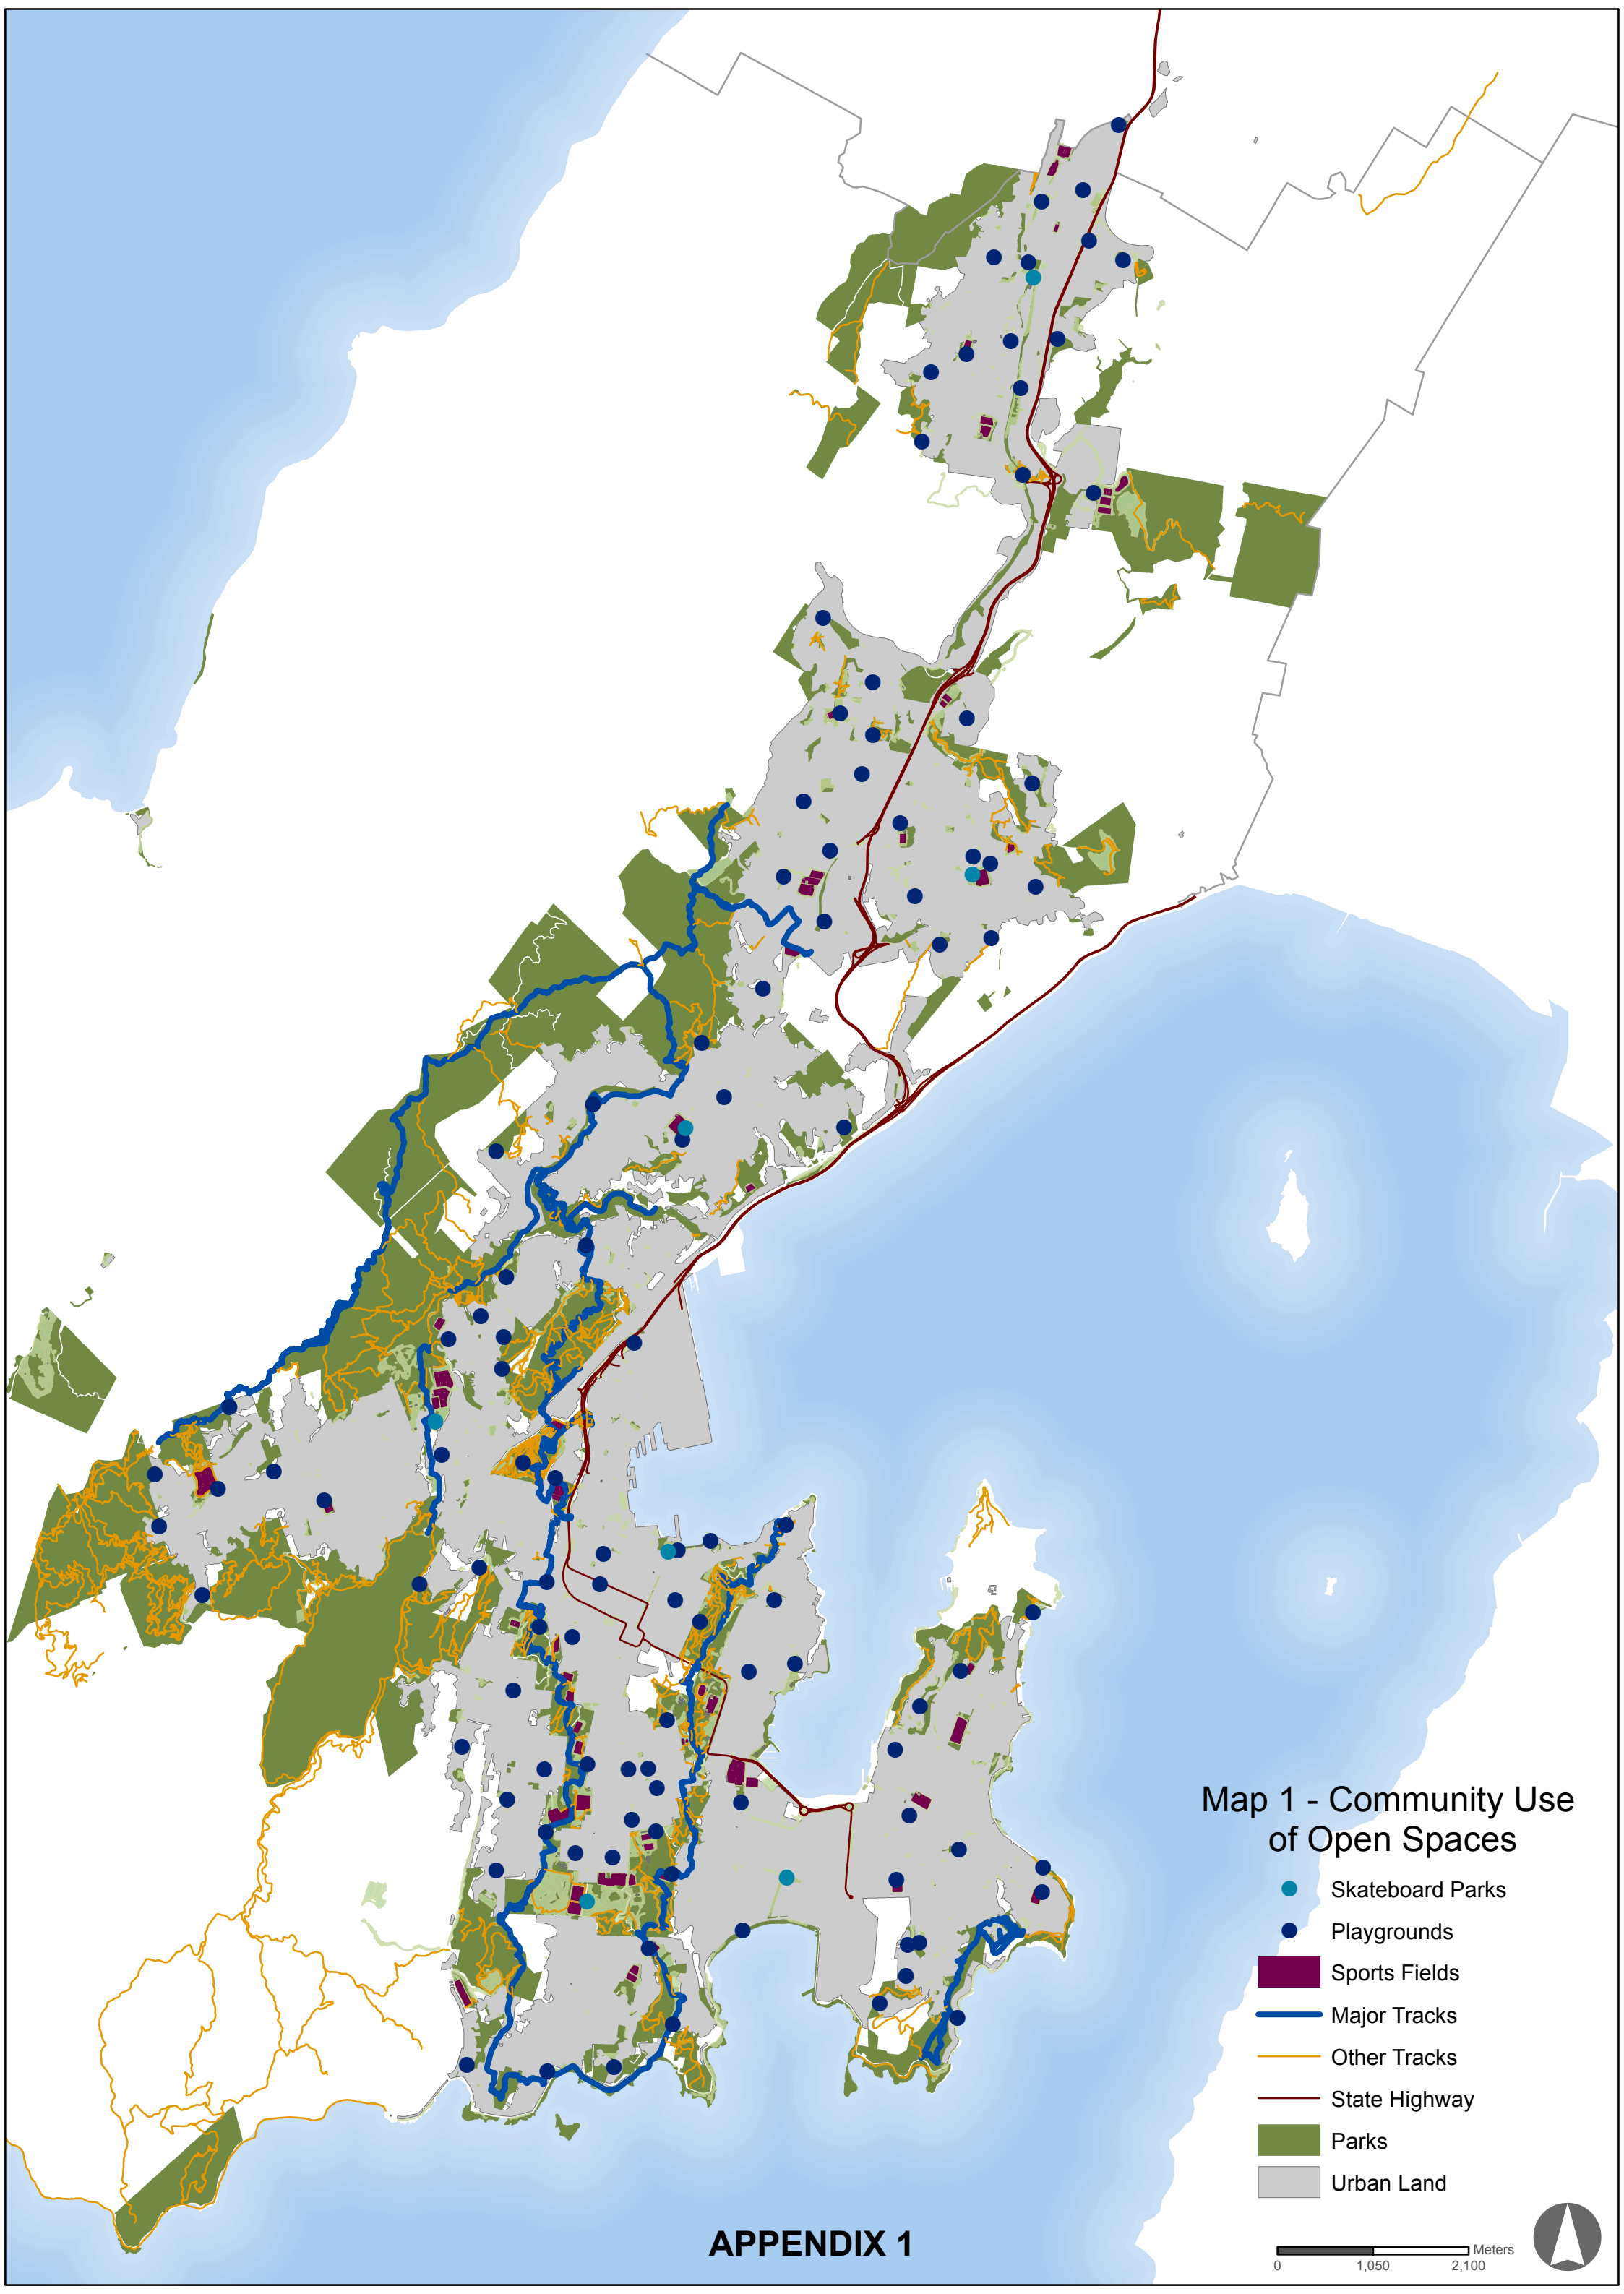 Map 1 - Community Use
of Open Spaces
Skateboard Parks
Playgrounds
Sports Fields
Major Tracks
Other Tracks
State Highway
Parks
Urban Land
APPENDIX 1
Meters
0 1,050 2,100